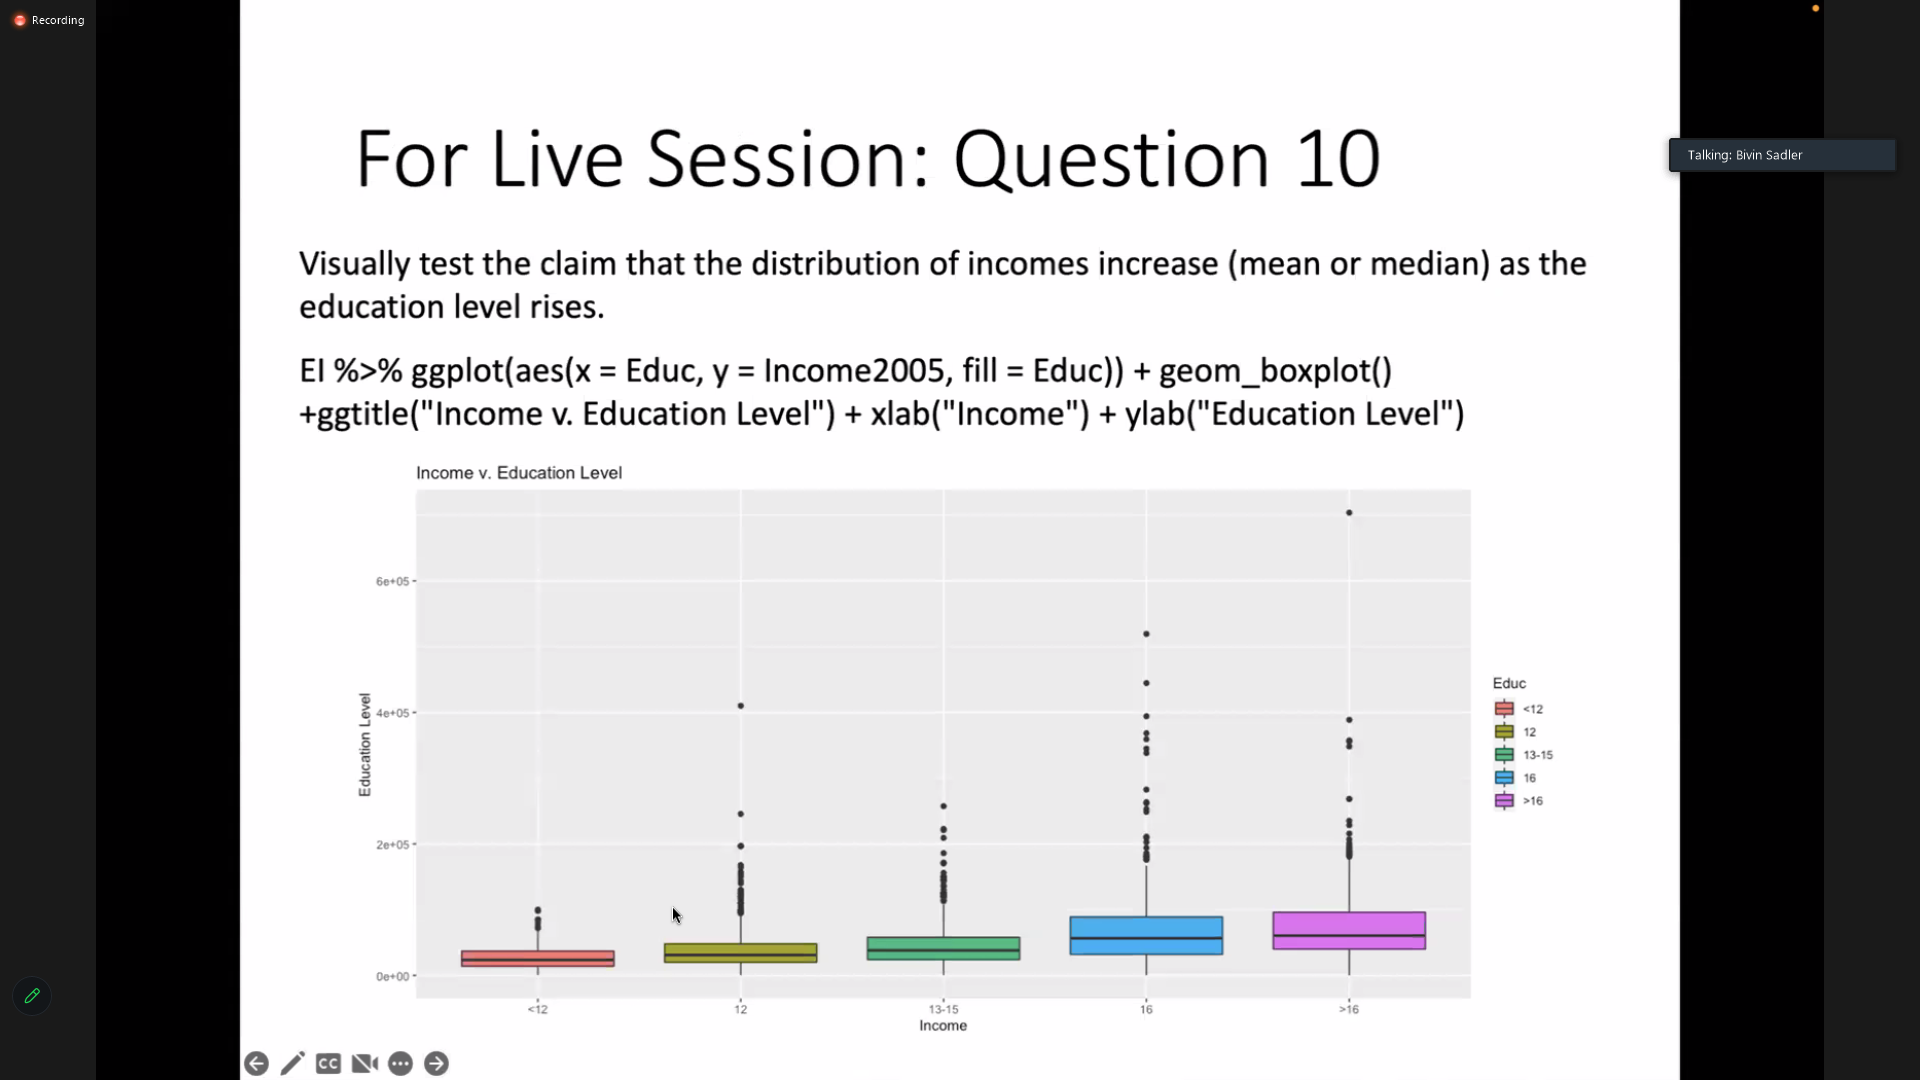 Recording
Talking: Bivin Sadler
For Live Session: Question 10
Visually test the claim that the distribution of incomes increase (mean or median) as the
education level rises.
EI %>% ggplot(aes(x = Educ, y = Income2005, fill = Educ)) + geom_boxplot()
+ggtitle("Income v. Education Level") + xlab("Income") + ylab("Education Level")
Income v. Education Level
6e+05
4e+05
2e+05
0e+00
Education Level
<12
12
13-15
16
>16
Income
Educ
<12
12
13-15
16
>16
CC